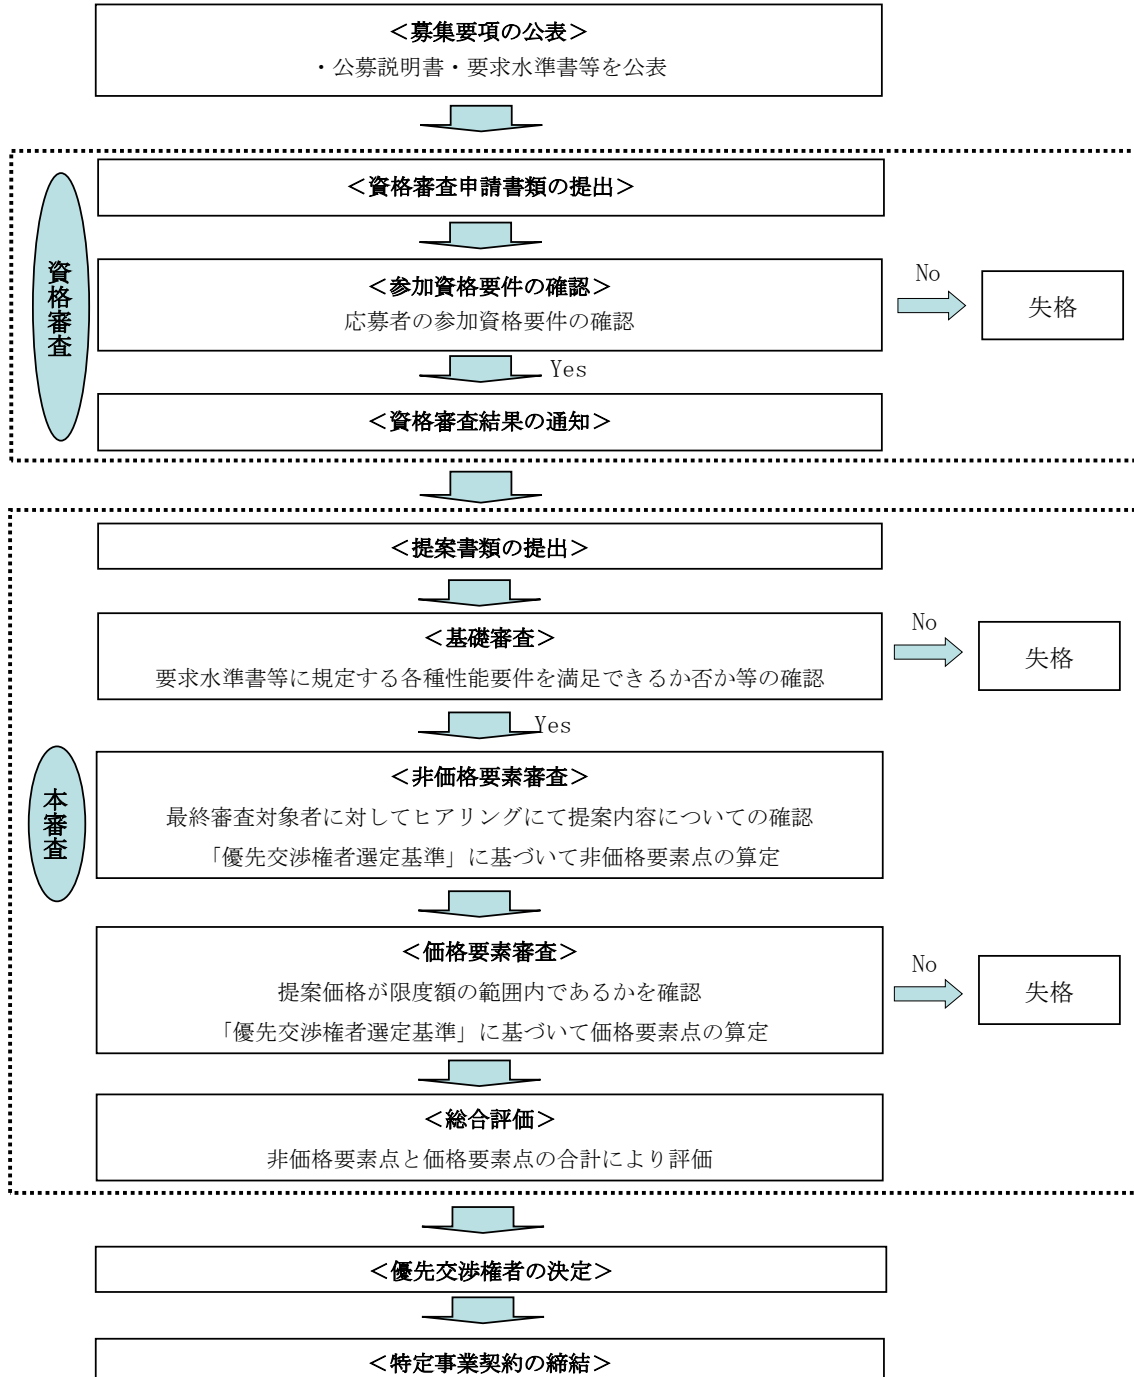 ＜募集要項の公表＞
・公募説明書・要求水準書等を公表
資格審査
＜資格審査申請書類の提出＞
＜参加資格要件の確認＞
応募者の参加資格要件の確認
No
失格
Yes
＜資格審査結果の通知＞
本審査
＜提案書類の提出＞
＜基礎審査＞
要求水準書等に規定する各種性能要件を満足できるか否か等の確認
No
失格
Yes
＜非価格要素審査＞
最終審査対象者に対してヒアリングにて提案内容についての確認
「優先交渉権者選定基準」に基づいて非価格要素点の算定
＜価格要素審査＞
提案価格が限度額の範囲内であるかを確認
「優先交渉権者選定基準」に基づいて価格要素点の算定
No
失格
＜総合評価＞
非価格要素点と価格要素点の合計により評価
＜優先交渉権者の決定＞
＜特定事業契約の締結＞